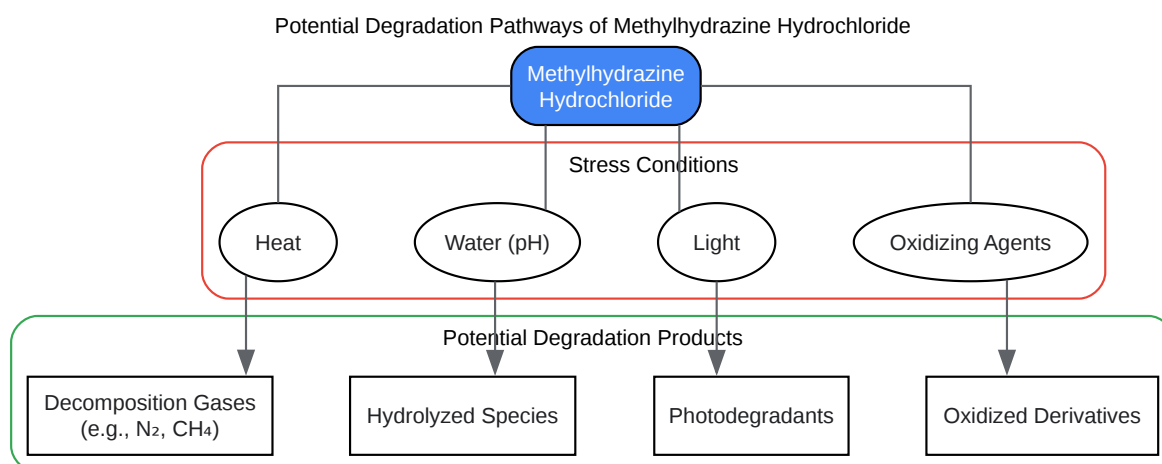 Potential Degradation Pathways of Methylhydrazine Hydrochloride
Methylhydrazine
Hydrochloride
Stress Conditions
Heat
Water (pH)
Light
Oxidizing Agents
Potential Degradation Products
Decomposition Gases
(e.g., N₂, CH₄)
Hydrolyzed Species
Photodegradants
Oxidized Derivatives